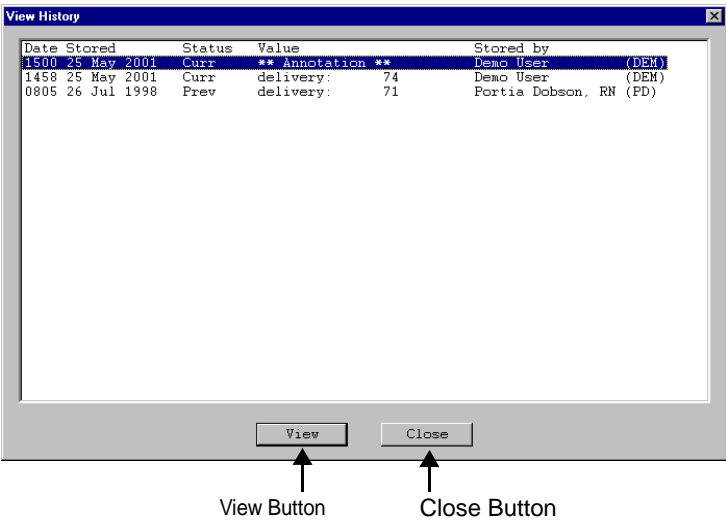 View History
Date Stored Status Value Stored by
1500 25 May 2001 Curr ** Annotation ** Demo User (DEM)
1458 25 May 2001 Curr delivery: 74 Demo User (DEM)
0805 26 Jul 1998 Prev delivery: 71 Portia Dobson, RN (PD)
View Close
View Button Close Button